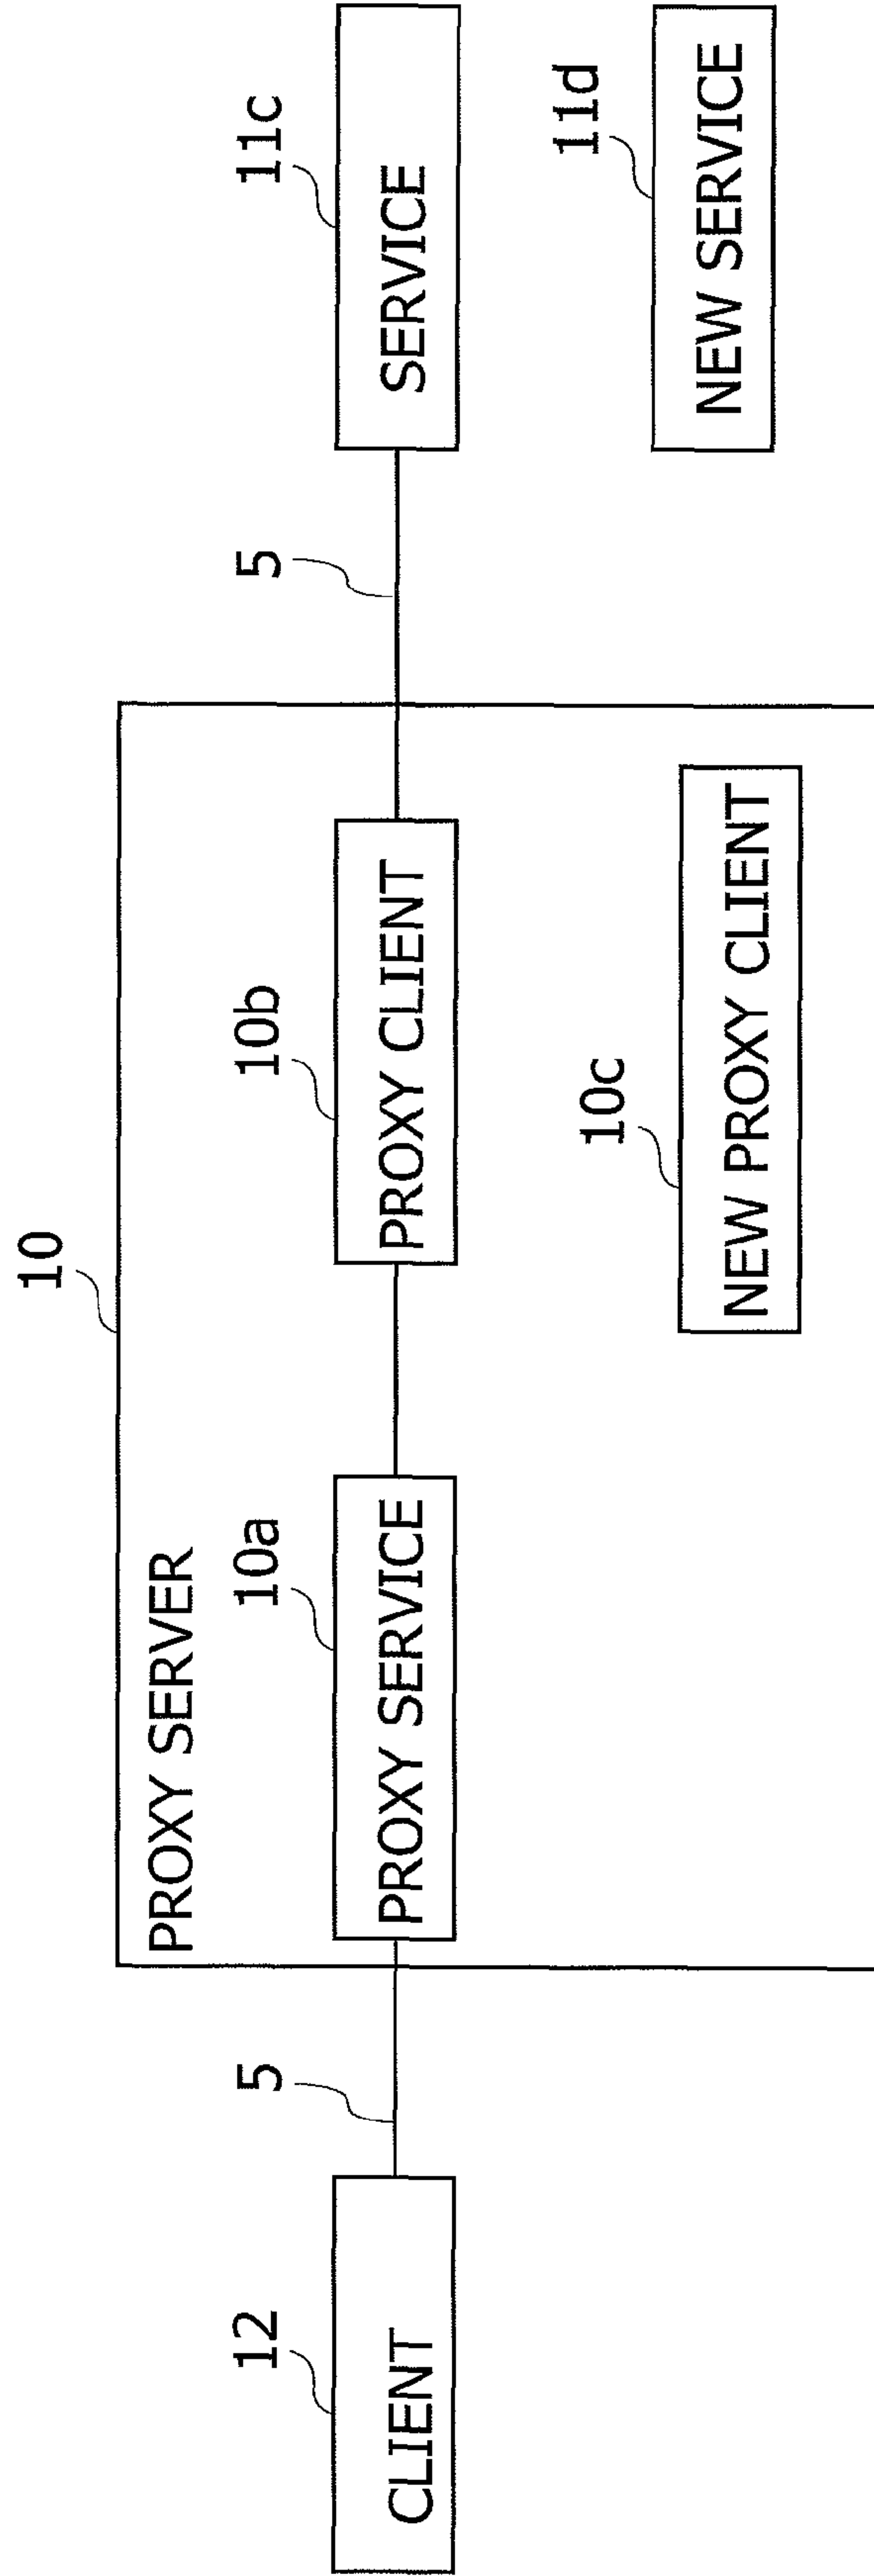 10
PROXY SERVER
12
5
10a
10b
5
11c
CLIENT
PROXY SERVICE
PROXY CLIENT
SERVICE
10c
11d
NEW PROXY CLIENT
NEW SERVICE